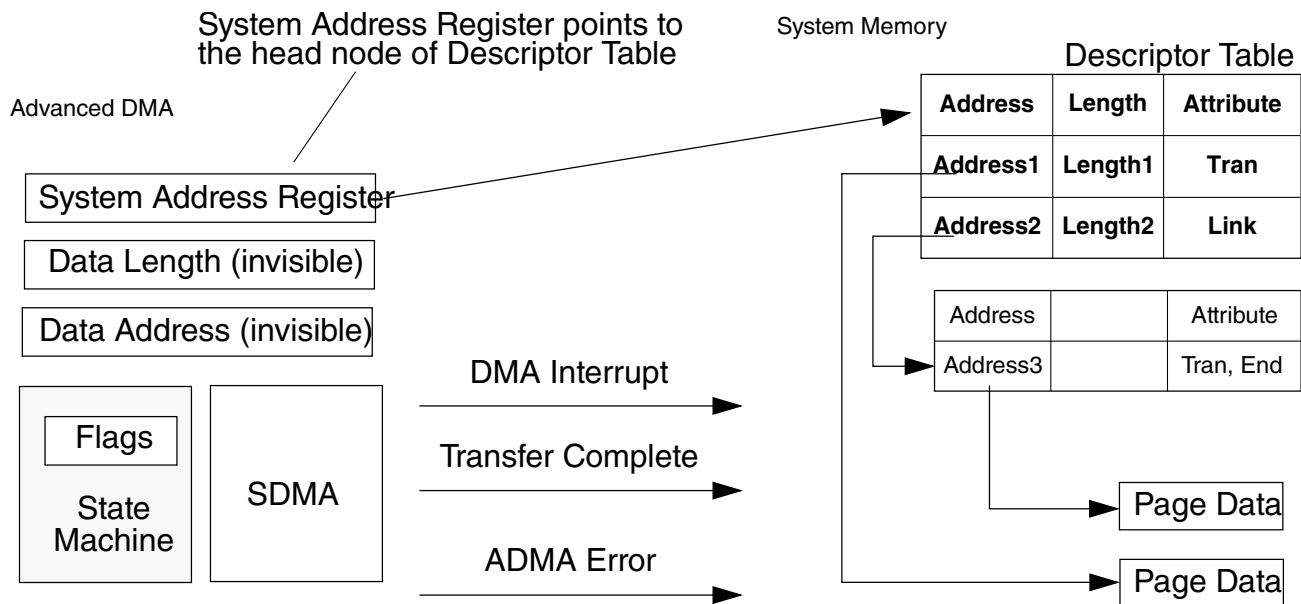 System Address Register points to
the head node of Descriptor Table
System Memory
Descriptor Table
Advanced DMA
Address Length Attribute
Address1 Length1 Tran
Address2 Length2 Link
System Address Register
Data Length (invisible)
Data Address (invisible)
Address Attribute
Address3 Tran, End
DMA Interrupt
Flags
State
Machine
SDMA
Transfer Complete
ADMA Error
Page Data
Page Data